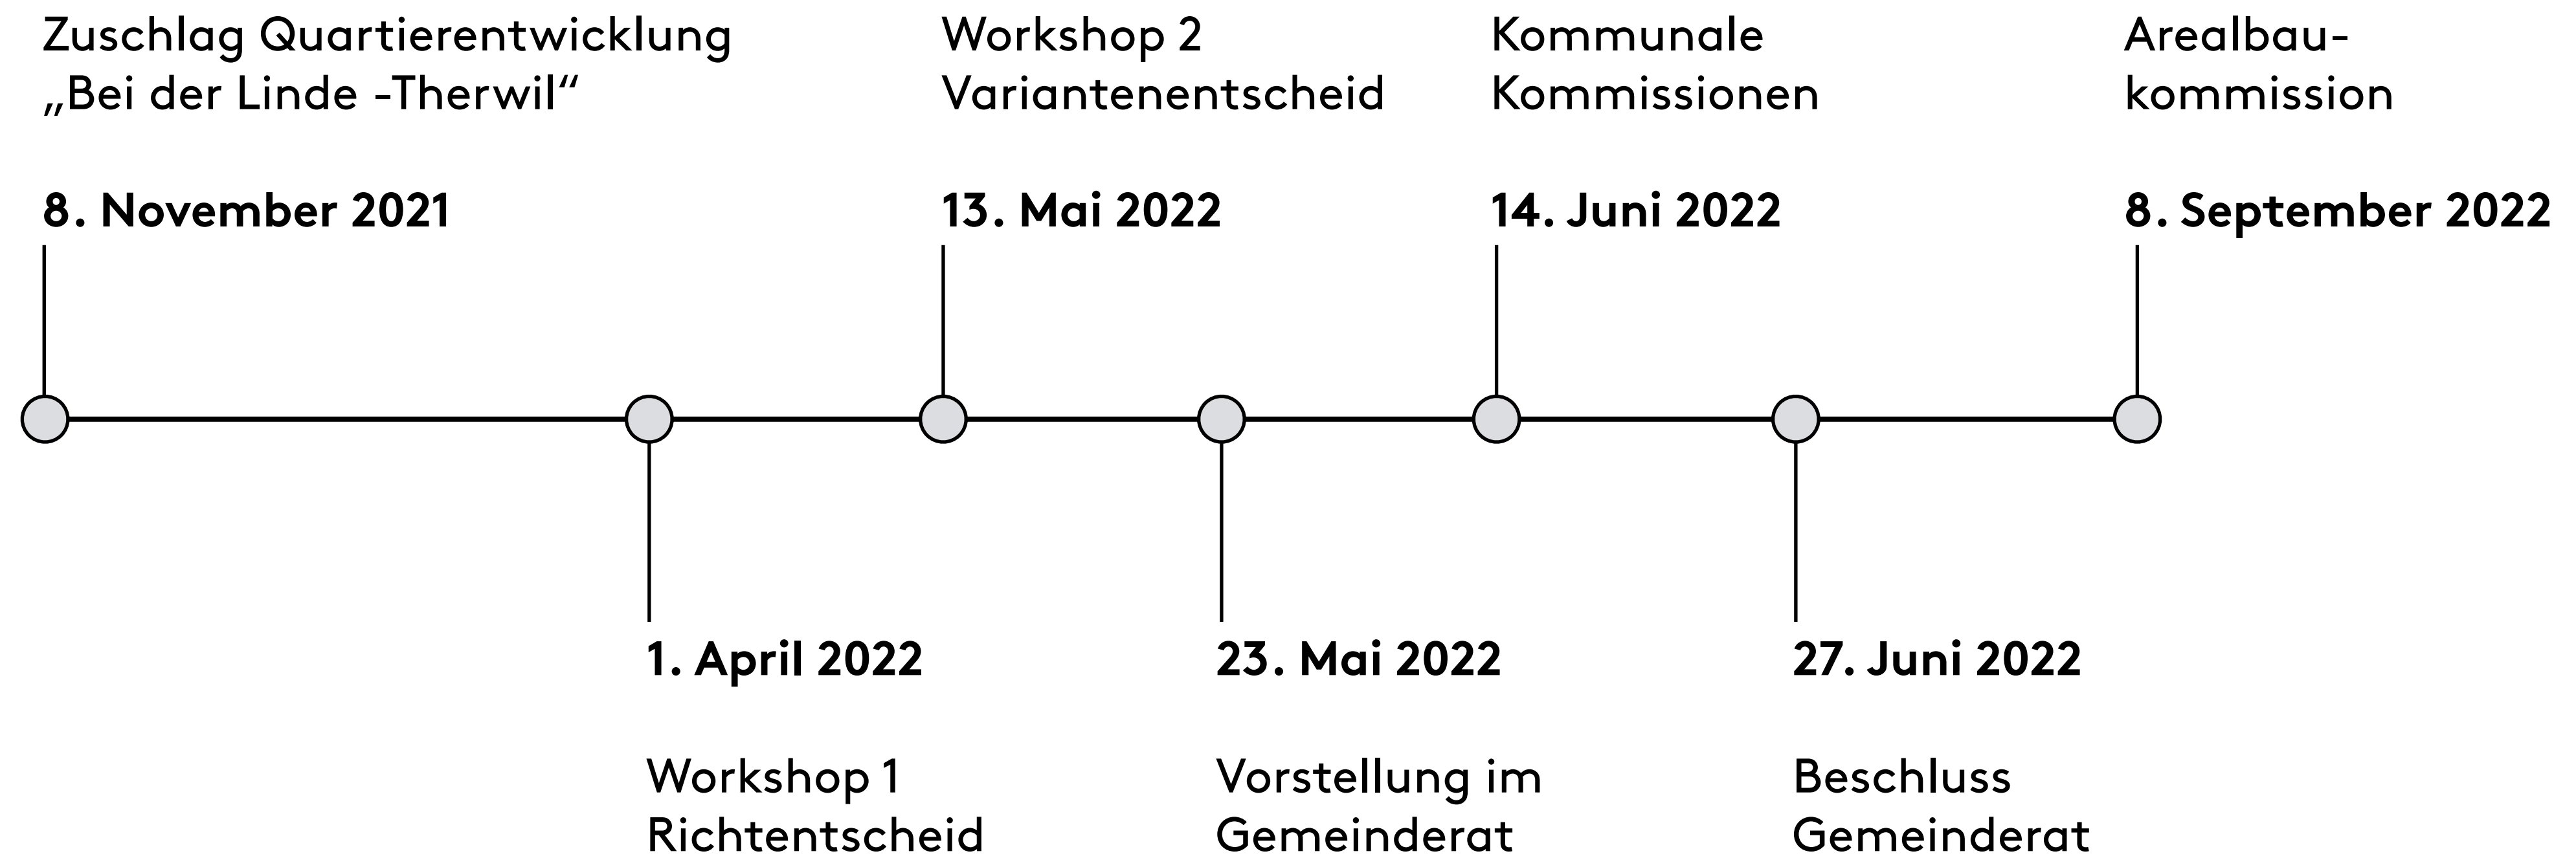 Zuschlag Quartierentwicklung
„Bei der Linde -Therwil“
8. November 2021
Workshop 2
Variantenentscheid
13. Mai 2022
Kommunale
Kommissionen
14. Juni 2022
Arealbau-
kommission
8. September 2022
1. April 2022
Workshop 1
Richtentscheid
23. Mai 2022
Vorstellung im
Gemeinderat
27. Juni 2022
Beschluss
Gemeinderat